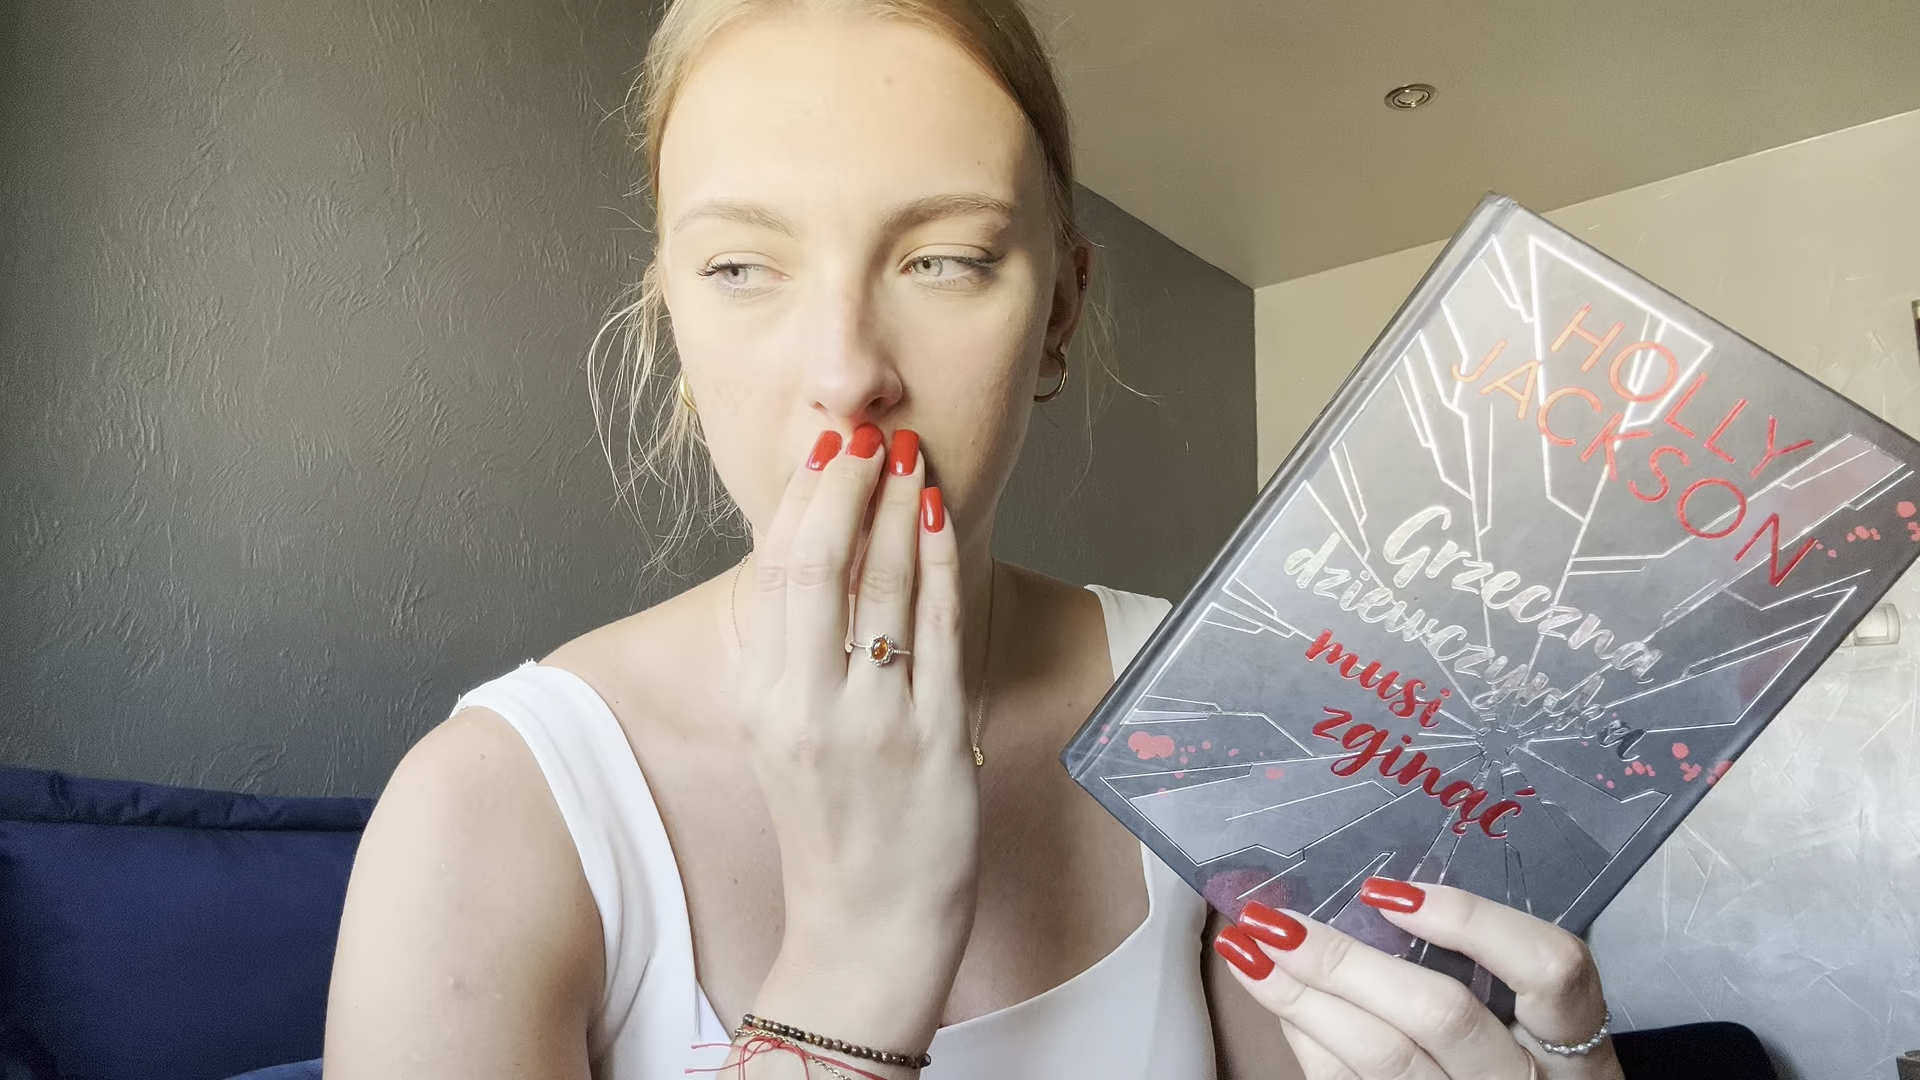 HOLLY
JACKSON
Grzeczna
dziewczynka
musi
zginąć